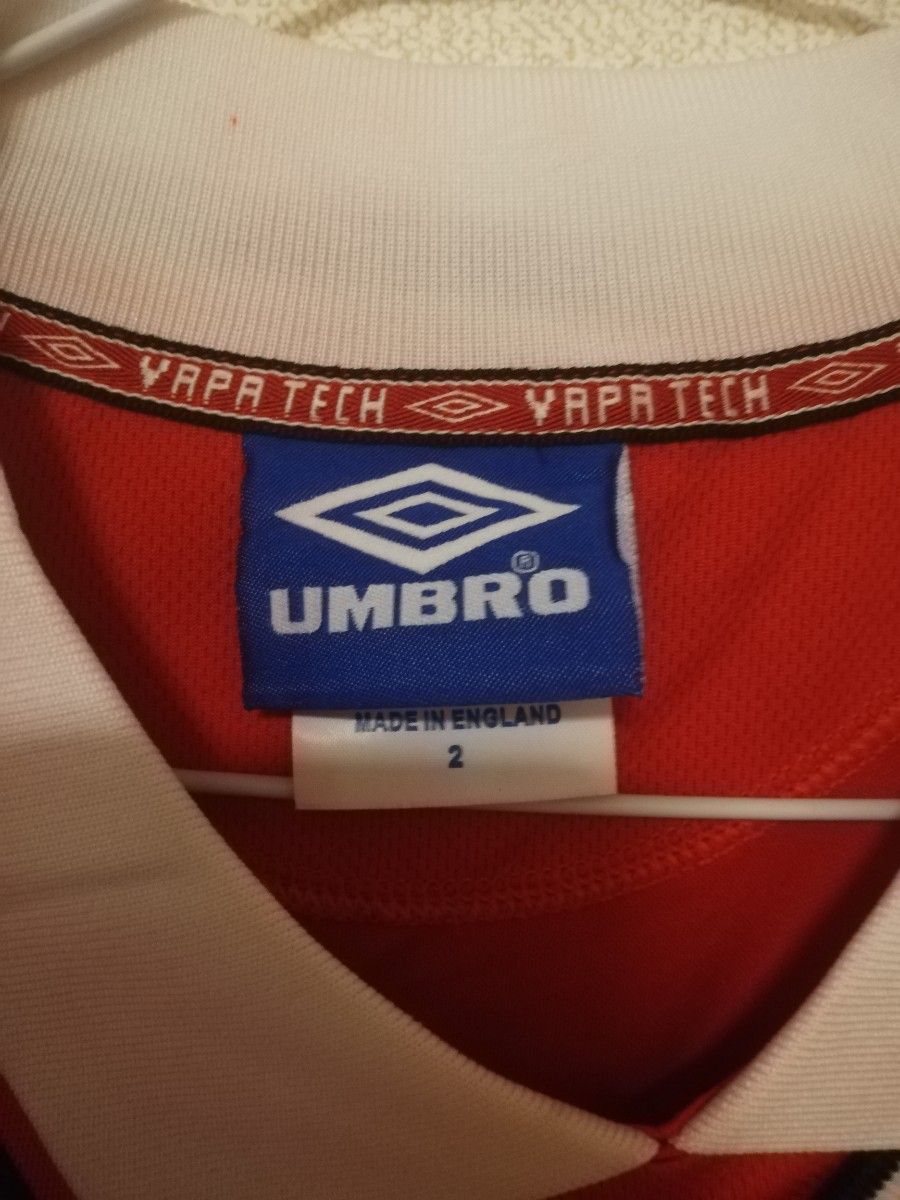 VAPA TECH VAPA TECH
UMBRO®
MADE IN ENGLAND
2